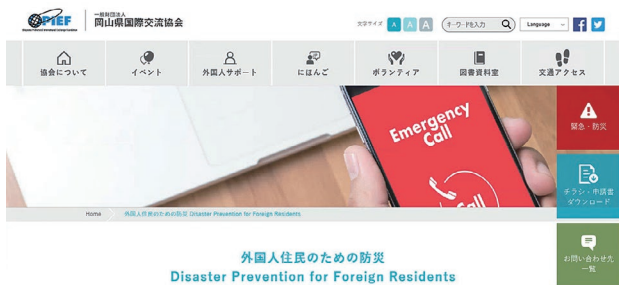 OPIEF
一般財団法人
岡山県国際交流協会
文字サイズ A A A
キーワードを入力
Language
協会について
イベント
外国人サポート
にほんご
ボランティア
図書資料室
交通アクセス
Emergency
Call
Call
緊急・防災
チラシ・申請書
ダウンロード
お問い合わせ先
一覧
Home
外国人住民のための防災 Disaster Prevention for Foreign Residents
外国人住民のための防災
Disaster Prevention for Foreign Residents